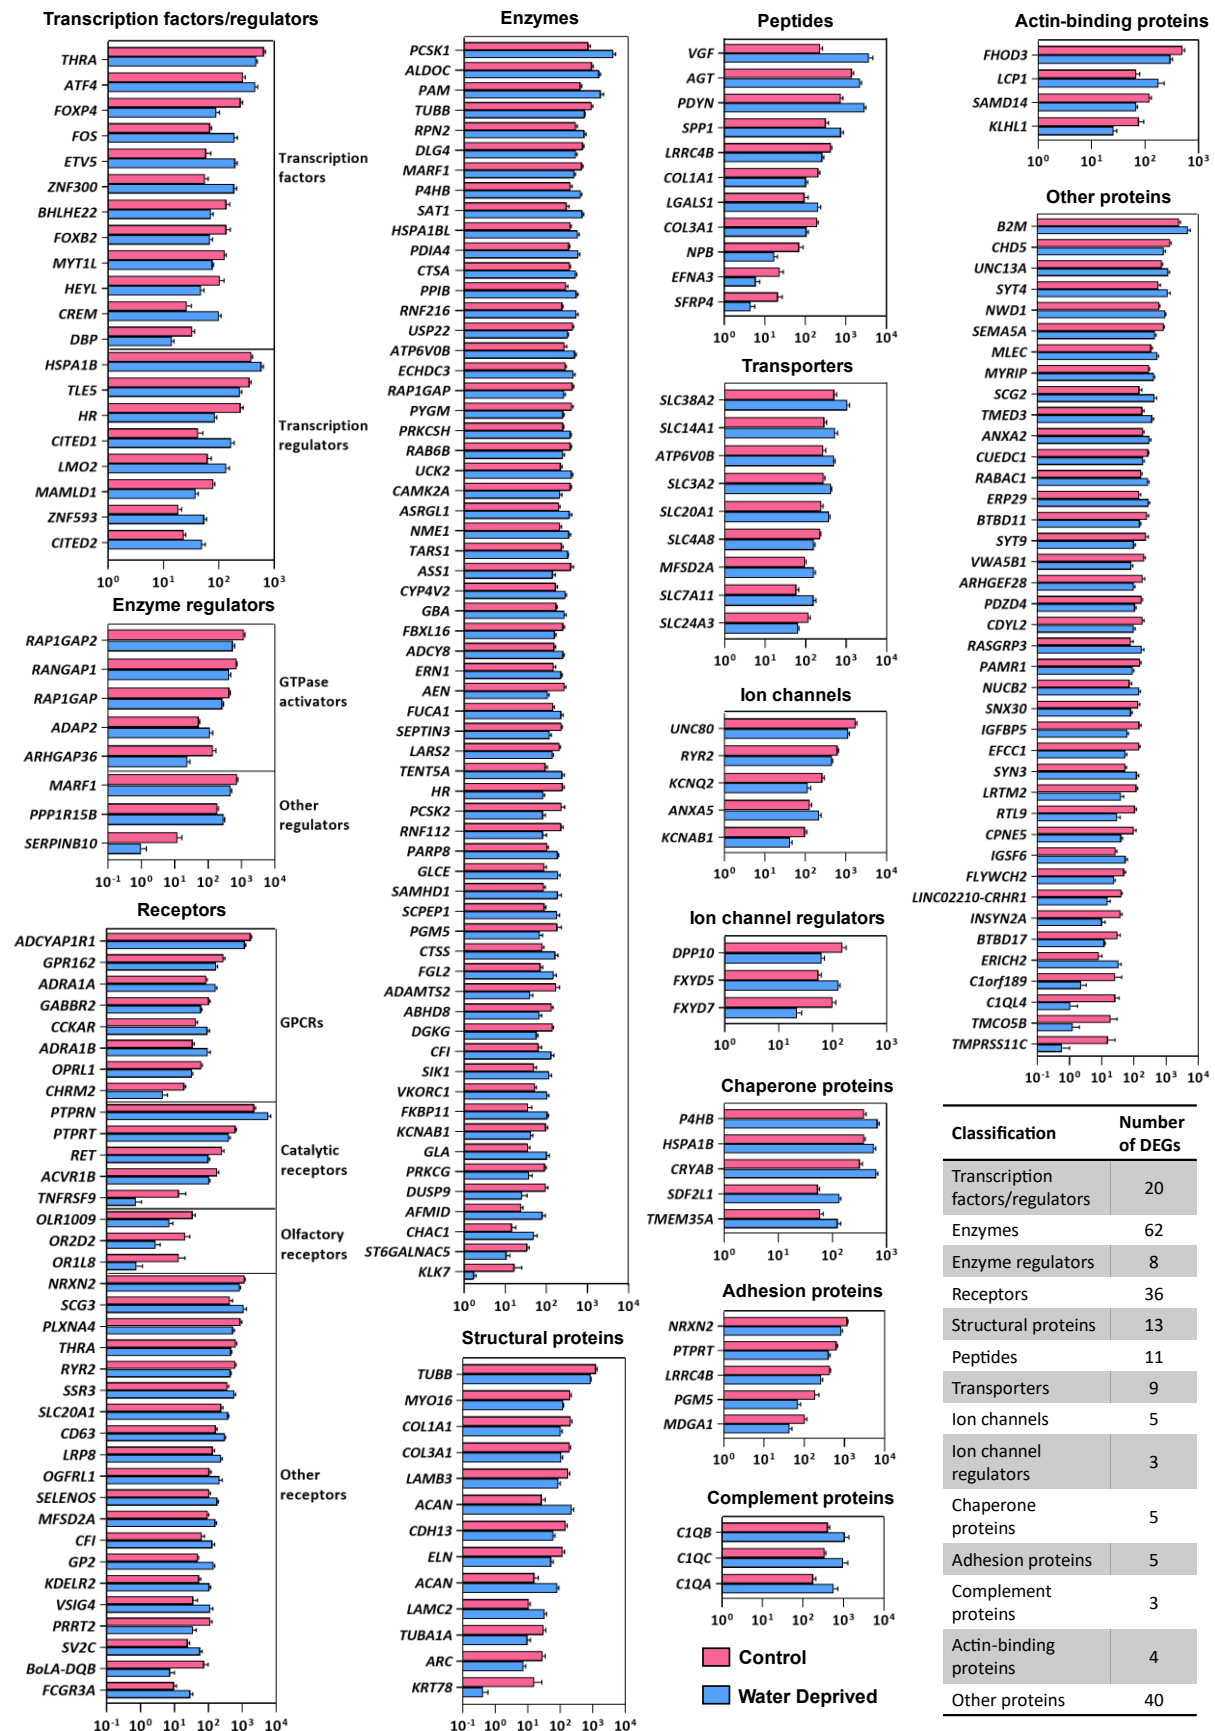 Transcription factors/regulators
THRA
ATF4
FOXP4
FOS
ETV5
ZNF300
BHLHE22
FOXB2
MYT1L
HEYL
CREM
DBP
Transcription
factors
HSPA1B
TLE5
HR
CITED1
LMO2
MAMLD1
ZNF593
CITED2
Transcription
regulators
10⁰ 10¹ 10² 10³
Enzyme regulators
RAP1GAP2
RANGAP1
RAP1GAP
ADAP2
ARHGAP36
GTPase
activators
MARF1
PPP1R15B
SERPINB10
Other
regulators
10⁻¹ 10⁰ 10¹ 10² 10³ 10⁴
Receptors
ADCYAP1R1
GPR162
ADRA1A
GABBR2
CCKAR
ADRA1B
OPRL1
CHRM2
GPCRs
PTPRN
PTPRT
RET
ACVR1B
TNFRSF9
Catalytic
receptors
OLR1009
OR2D2
OR1L8
Olfactory
receptors
NRXN2
SCG3
PLXNA4
THRA
RYR2
SSR3
SLC20A1
CD63
LRP8
OGFRL1
SELENOS
MFSD2A
CFI
GP2
KDELR2
VSIG4
PRRT2
SV2C
BoLA-DQB
FCGR3A
Other
receptors
10⁻¹ 10⁰ 10¹ 10² 10³ 10⁴
Enzymes
PCSK1
ALDOC
PAM
TUBB
RPN2
DLG4
MARF1
P4HB
SAT1
HSPA1BL
PDIA4
CTSA
PPIB
RNF216
USP22
ATP6V0B
ECHDC3
RAP1GAP
PYGM
PRKCSH
RAB6B
UCK2
CAMK2A
ASRGL1
NME1
TARS1
ASS1
CYP4V2
GBA
FBXL16
ADCY8
ERN1
AEN
FUCA1
SEPTIN3
LARS2
TENT5A
HR
PCSK2
RNF112
PARP8
GLCE
SAMHD1
SCPEP1
PGM5
CTSS
FGL2
ADAMTS2
ABHD8
DGKG
CFI
SIK1
VKORC1
FKBP11
KCNAB1
GLA
PRKCG
DUSP9
AFMID
CHAC1
ST6GALNAC5
KLK7
10⁰ 10¹ 10² 10³ 10⁴
Structural proteins
TUBB
MYO16
COL1A1
COL3A1
LAMB3
ACAN
CDH13
ELN
ACAN
LAMC2
TUBA1A
ARC
KRT78
10⁻¹ 10⁰ 10¹ 10² 10³ 10⁴
Peptides
VGF
AGT
PDYN
SPP1
LRRC4B
COL1A1
LGALS1
COL3A1
NPB
EFNA3
SFRP4
10⁰ 10¹ 10² 10³ 10⁴
Transporters
SLC38A2
SLC14A1
ATP6V0B
SLC3A2
SLC20A1
SLC4A8
MFSD2A
SLC7A11
SLC24A3
10⁰ 10¹ 10² 10³ 10⁴
Ion channels
UNC80
RYR2
KCNQ2
ANXA5
KCNAB1
10⁰ 10¹ 10² 10³ 10⁴
Ion channel regulators
DPP10
FXYD5
FXYD7
10⁰ 10¹ 10² 10³
Chaperone proteins
P4HB
HSPA1B
CRYAB
SDF2L1
TMEM35A
10⁰ 10¹ 10² 10³
Adhesion proteins
NRXN2
PTPRT
LRRC4B
PGM5
MDGA1
10⁰ 10¹ 10² 10³ 10⁴
Complement proteins
C1QB
C1QC
C1QA
10⁰ 10¹ 10² 10³ 10⁴
Control
Water Deprived
Actin-binding proteins
FHOD3
LCP1
SAMD14
KLHL1
10⁰ 10¹ 10² 10³
Other proteins
B2M
CHD5
UNC13A
SYT4
NWD1
SEMA5A
MLEC
MYRIP
SCG2
TMED3
ANXA2
CUEDC1
RABAC1
ERP29
BTBD11
SYT9
VWA5B1
ARHGEF28
PDZD4
CDYL2
RASGRP3
PAMR1
NUCB2
SNX30
IGFBP5
EFCC1
SYN3
LRTM2
RTL9
CPNE5
IGSF6
FLYWCH2
LINC02210-CRHR1
INSYN2A
BTBD17
ERICH2
C1orf189
C1QL4
TMCO5B
TMPRSS11C
10⁻¹ 10⁰ 10¹ 10² 10³ 10⁴
Classification Number
of DEGs
Transcription
factors/regulators 20
Enzymes 62
Enzyme regulators 8
Receptors 36
Structural proteins 13
Peptides 11
Transporters 9
Ion channels 5
Ion channel
regulators 3
Chaperone
proteins 5
Adhesion proteins 5
Complement
proteins 3
Actin-binding
proteins 4
Other proteins 40